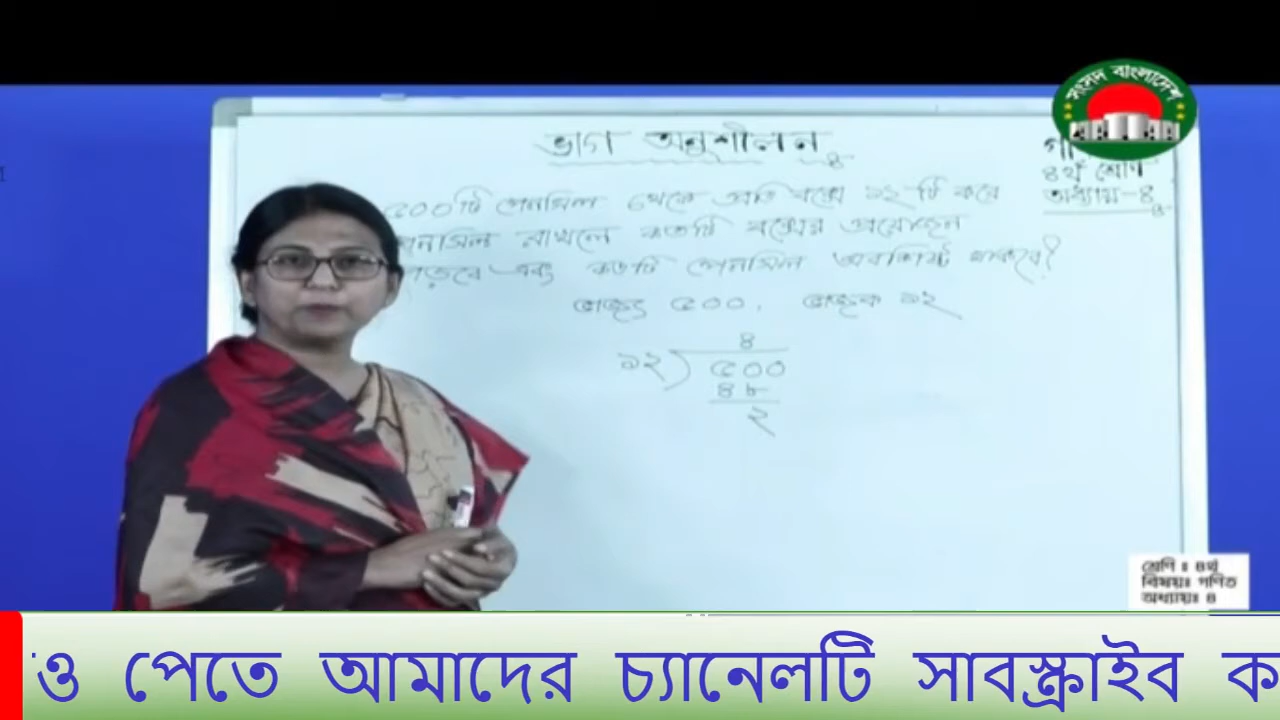 সংসদ বাংলাদেশ
ভাগ অনুশীলন
৪র্থ শ্রেণি
অধ্যায়-৪
৫০০টি পেনসিল থেকে প্রতি বক্সে ১২টি করে
পেনসিল রাখলে কতটি বক্সের প্রয়োজন
পড়বে এবং কতটি পেনসিল অবশিষ্ট থাকবে?
ভাজ্য ৫০০, ভাজক ১২
৪
১২) ৫০০
৪৮
২
শ্রেণি ঃ ৪র্থ
বিষয়ঃ গণিত
অধ্যায়ঃ ৪
ও পেতে আমাদের চ্যানেলটি সাবস্ক্রাইব ক